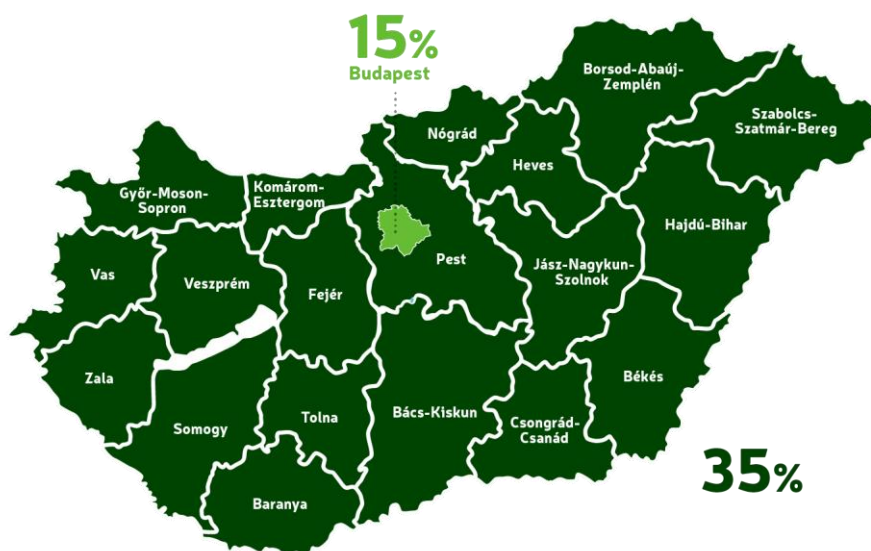 15%
Budapest
Borsod-Abaúj-
Zemplén
Szabolcs-
Szatmár-Bereg
Nógrád
Heves
Győr-Moson-
Sopron
Komárom-
Esztergom
Hajdú-Bihar
Pest
Jász-Nagykun-
Szolnok
Vas
Veszprém
Fejér
Zala
Somogy
Tolna
Bács-Kiskun
Csongrád-
Csanád
Békés
Baranya
35%